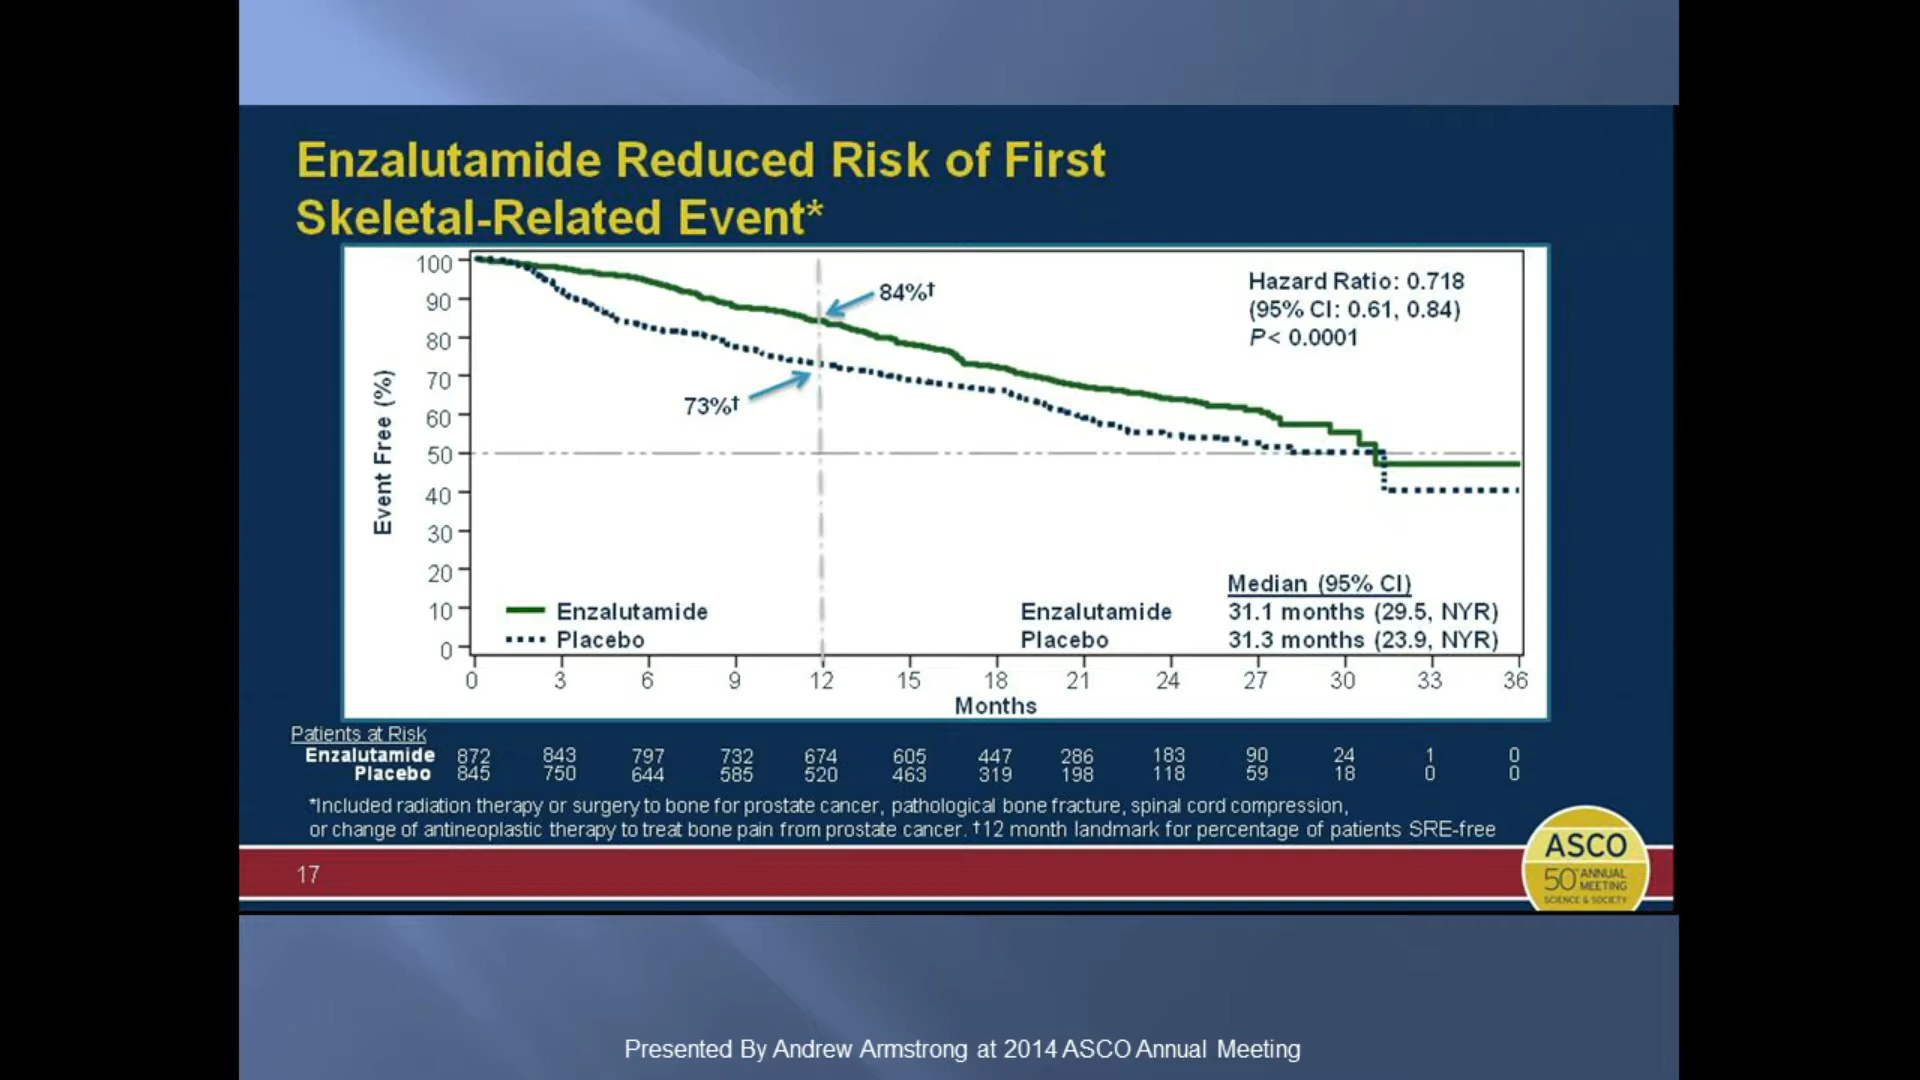 Enzalutamide Reduced Risk of First
Skeletal-Related Event*
100
90
80
70
60
50
40
30
20
10
0
Event Free (%)
84%†
73%†
Hazard Ratio: 0.718
(95% CI: 0.61, 0.84)
P< 0.0001
Enzalutamide
Placebo
Median (95% CI)
Enzalutamide 31.1 months (29.5, NYR)
Placebo 31.3 months (23.9, NYR)
0 3 6 9 12 15 18 21 24 27 30 33 36
Months
Patients at Risk
Enzalutamide 872 843 797 732 674 605 447 286 183 90 24 1 0
Placebo 845 750 644 585 520 463 319 198 118 59 18 0 0
*Included radiation therapy or surgery to bone for prostate cancer, pathological bone fracture, spinal cord compression,
or change of antineoplastic therapy to treat bone pain from prostate cancer. †12 month landmark for percentage of patients SRE-free
17
ASCO
50th ANNUAL
MEETING
SCIENCE & SOCIETY
Presented By Andrew Armstrong at 2014 ASCO Annual Meeting